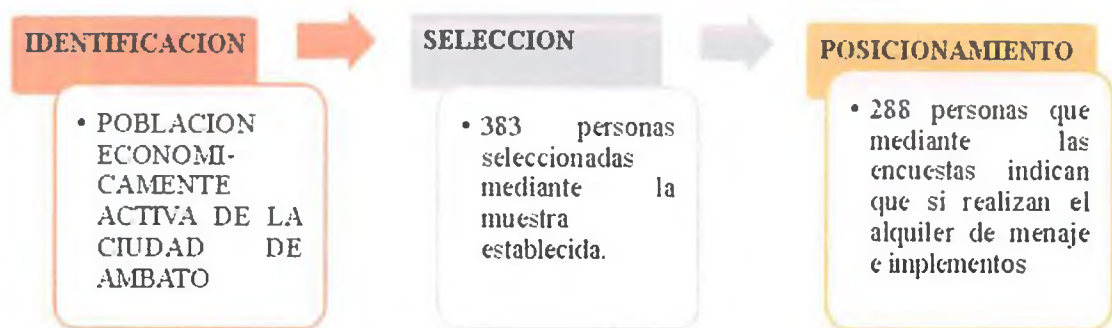 IDENTIFICACION
• POBLACION
ECONOMI-
CAMENTE
ACTIVA DE LA
CIUDAD DE
AMBATO
SELECCION
• 383 personas
seleccionadas
mediante la
muestra
establecida.
POSICIONAMIENTO
• 288 personas que
mediante las
encuestas indican
que si realizan el
alquiler de menaje
e implementos